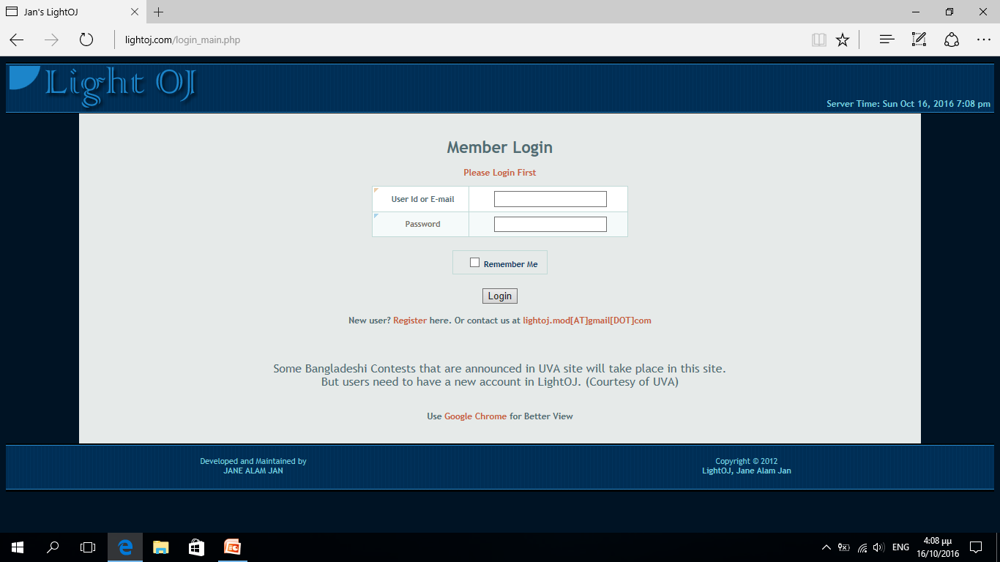 Jan's LightOJ
lightoj.com/login_main.php
Light OJ
Server Time: Sun Oct 16, 2016 7:08 pm
Member Login
Please Login First
User Id or E-mail
Password
Remember Me
Login
New user? Register here. Or contact us at lightoj.mod[AT]gmail[DOT]com
Some Bangladeshi Contests that are announced in UVA site will take place in this site.
But users need to have a new account in LightOJ. (Courtesy of UVA)
Use Google Chrome for Better View
Developed and Maintained by
JANE ALAM JAN
Copyright © 2012
LightOJ, Jane Alam Jan
ENG
4:08 μμ
16/10/2016